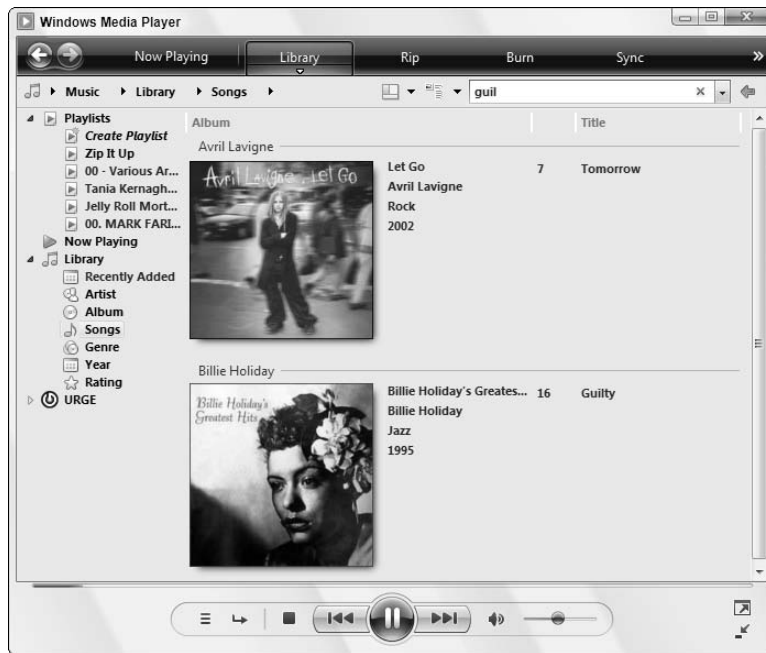 Windows Media Player
Now Playing Library Rip Burn Sync »
Music Library Songs guil
Playlists
Create Playlist
Zip It Up
00 - Various Ar...
Tania Kernagh...
Jelly Roll Mort...
00. MARK FARI...
Now Playing
Library
Recently Added
Artist
Album
Songs
Genre
Year
Rating
URGE
Album Title
Avril Lavigne
Avril Lavigne, Let Go
Let Go 7 Tomorrow
Avril Lavigne
Rock
2002
Billie Holiday
Billie Holiday's
Greatest Hits
Billie Holiday's Greates... 16 Guilty
Billie Holiday
Jazz
1995